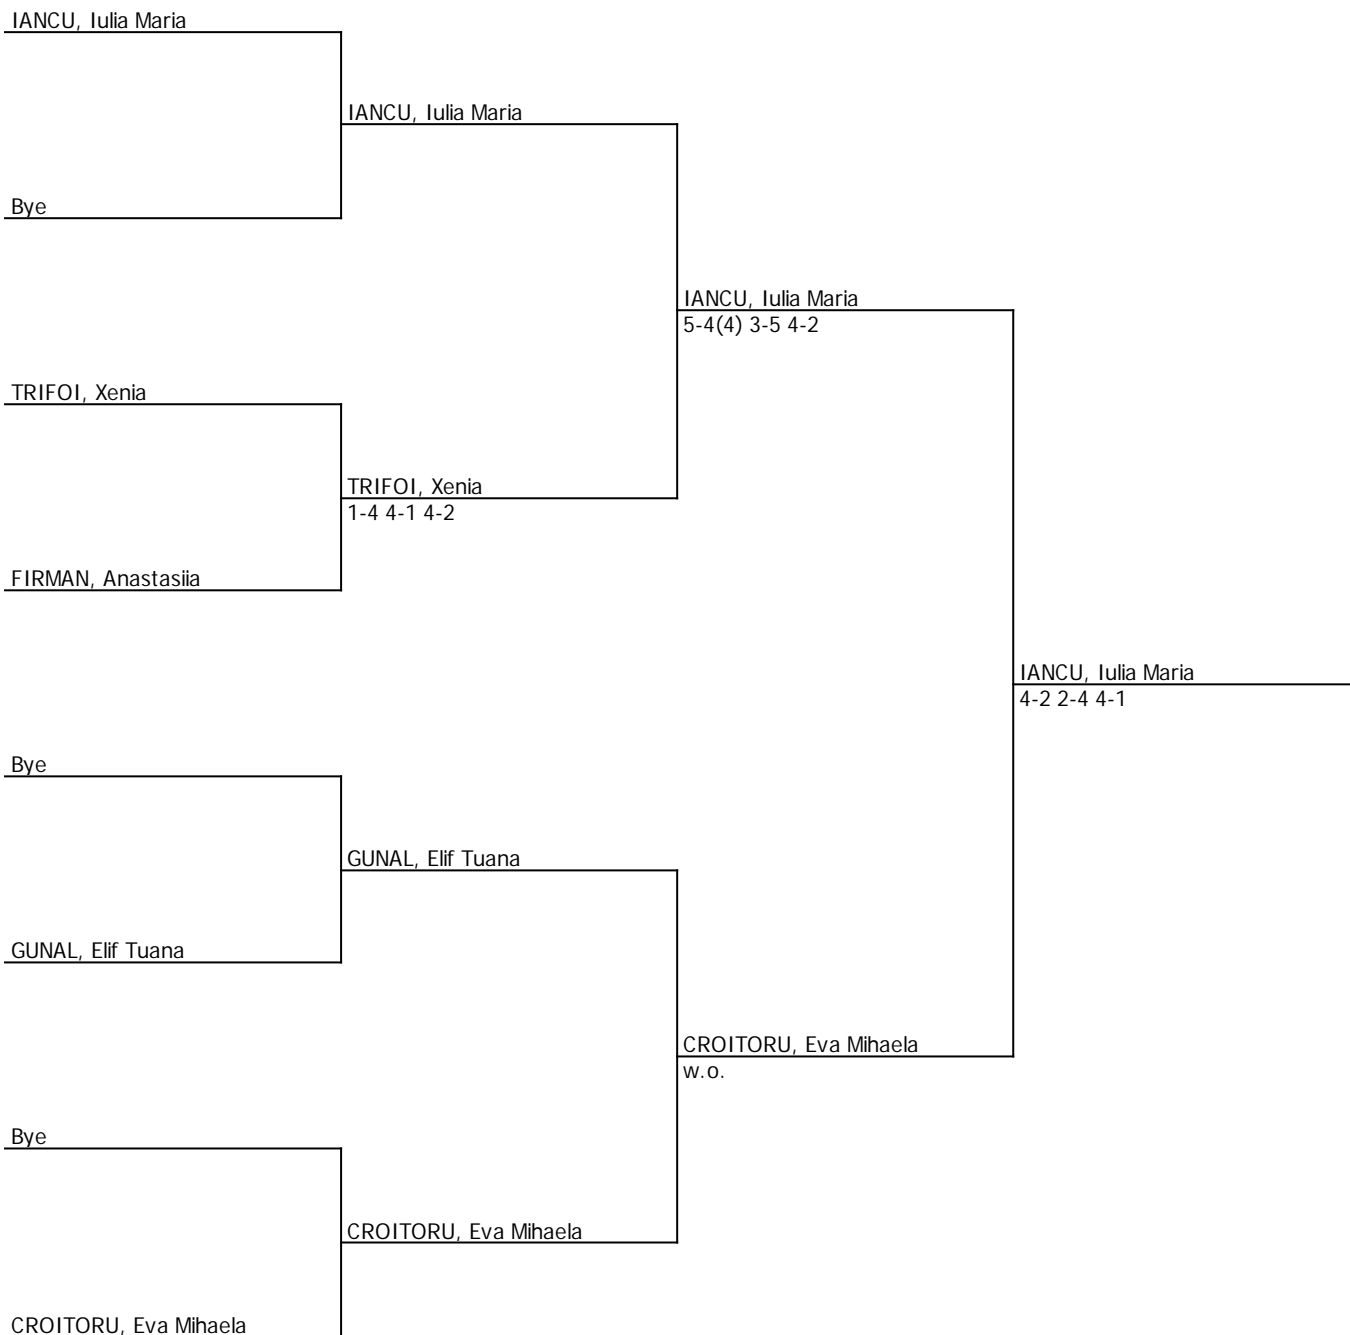 IANCU, Iulia Maria
IANCU, Iulia Maria
Bye
IANCU, Iulia Maria
5-4(4) 3-5 4-2
TRIFOI, Xenia
TRIFOI, Xenia
1-4 4-1 4-2
FIRMAN, Anastasiia
IANCU, Iulia Maria
4-2 2-4 4-1
Bye
GUNAL, Elif Tuana
GUNAL, Elif Tuana
CROITORU, Eva Mihaela
w.o.
Bye
CROITORU, Eva Mihaela
CROITORU, Eva Mihaela